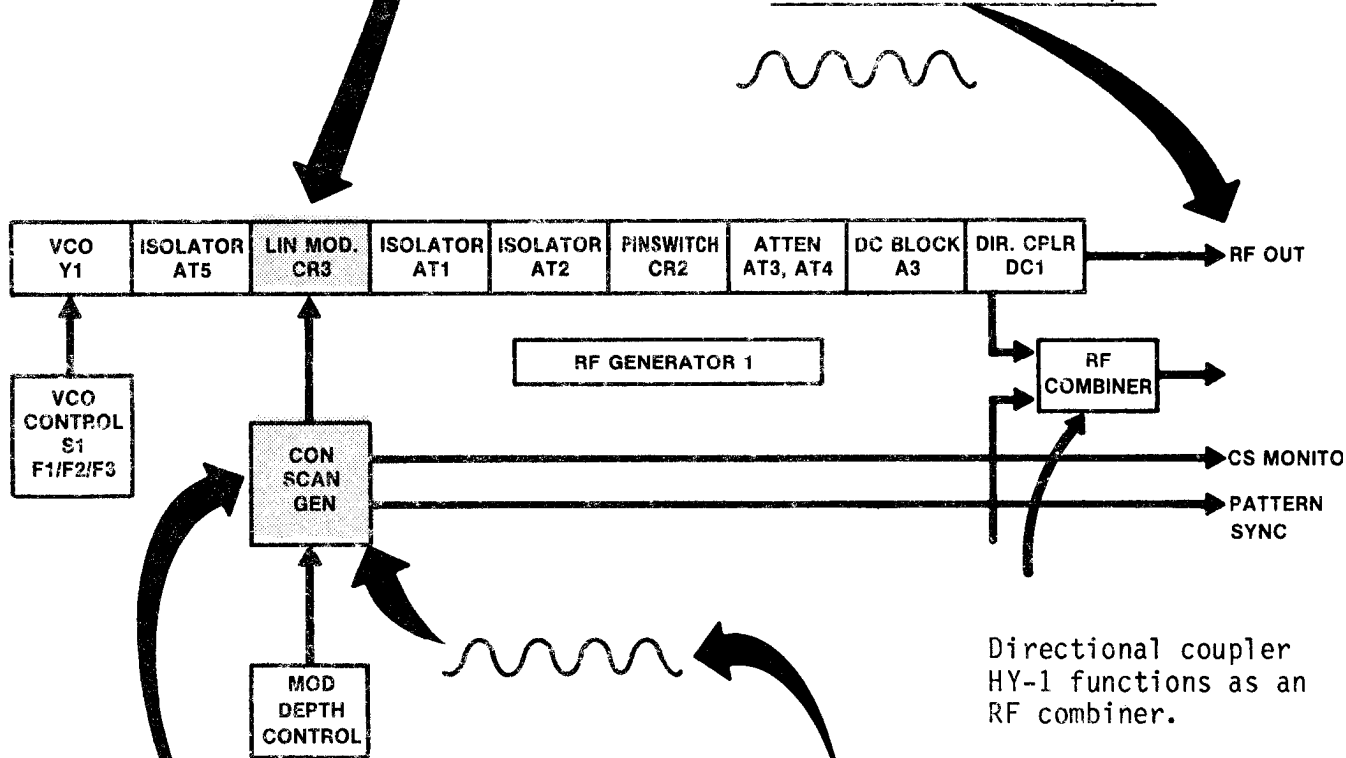 VCO
Y1
ISOLATOR
AT5
LIN MOD.
CR3
ISOLATOR
AT1
ISOLATOR
AT2
PINSWITCH
CR2
ATTEN
AT3, AT4
DC BLOCK
A3
DIR. CPLR
DC1
RF OUT
RF GENERATOR 1
RF
COMBINER
VCO
CONTROL
S1
F1/F2/F3
CON
SCAN
GEN
CS MONITO
PATTERN
SYNC
MOD
DEPTH
CONTROL
Directional coupler
HY-1 functions as an
RF combiner.